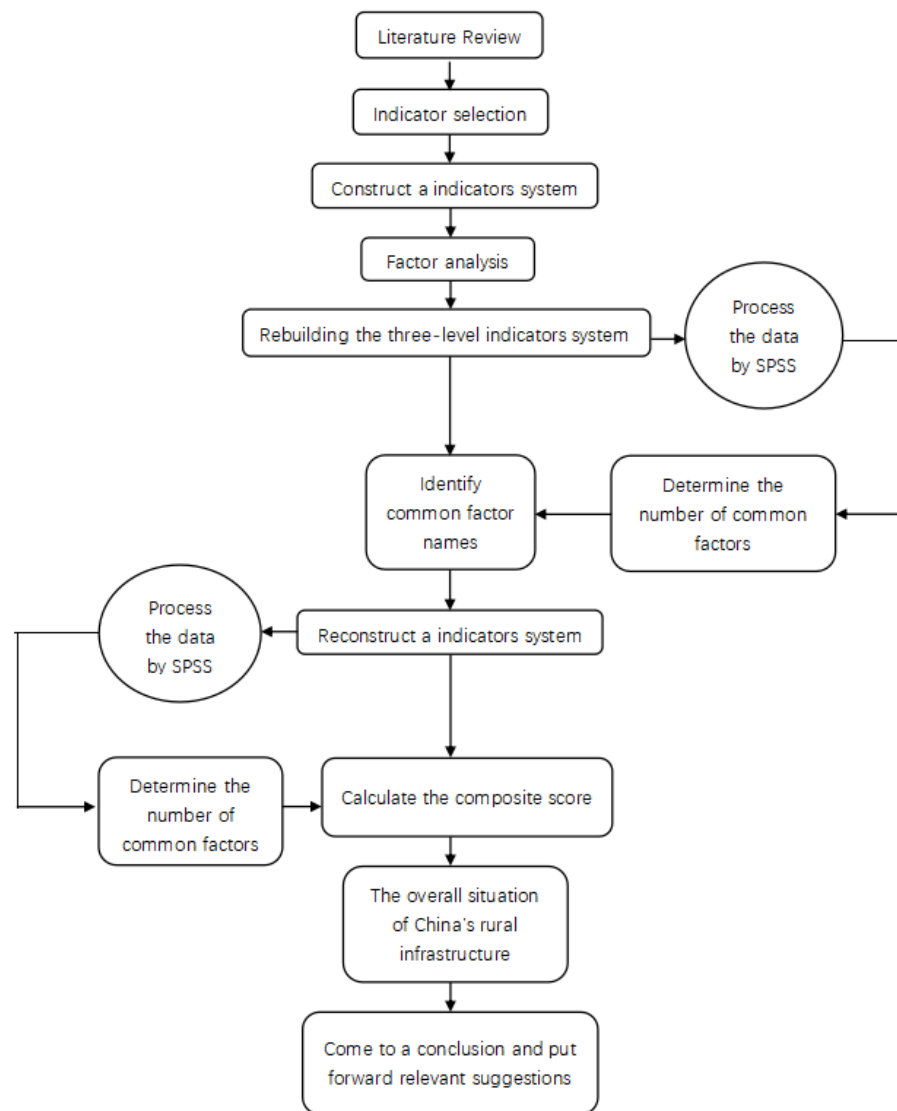 Literature Review
Indicator selection
Construct a indicators system
Factor analysis
Rebuilding the three-level indicators system
Process
the data
by SPSS
Identify
common factor
names
Determine the
number of common
factors
Process
the data
by SPSS
Reconstruct a indicators system
Determine the
number of
common factors
Calculate the composite score
The overall situation
of China's rural
infrastructure
Come to a conclusion and put
forward relevant suggestions